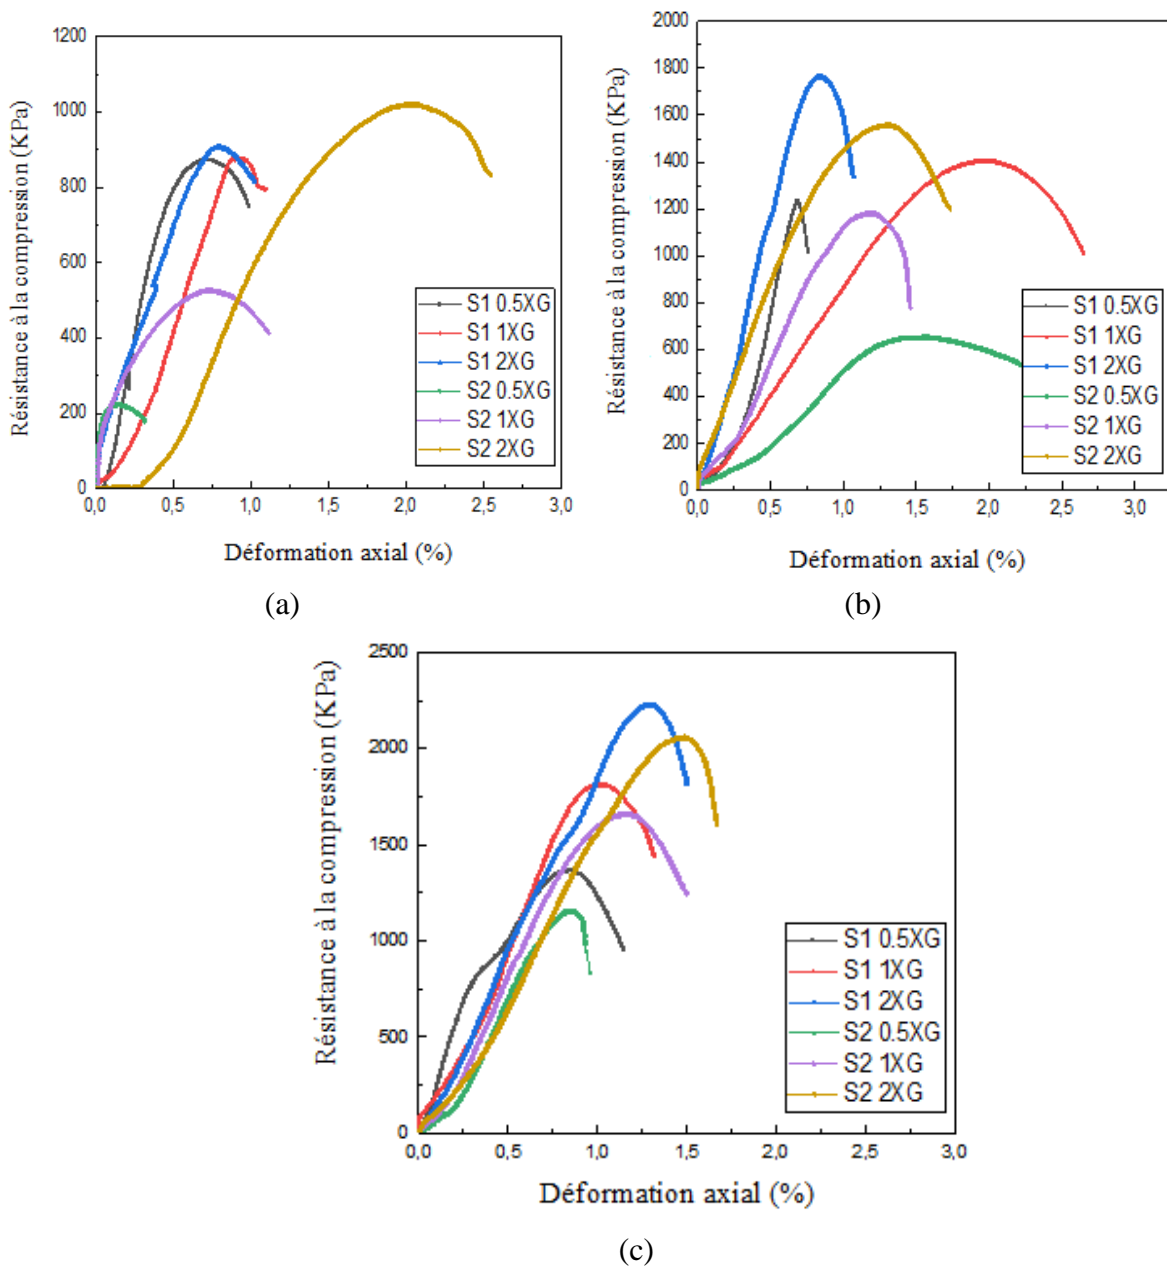 Résistance à la compression (KPa)
1200
1000
800
600
400
200
0
0,0 0,5 1,0 1,5 2,0 2,5 3,0
Déformation axial (%)
S1 0.5XG
S1 1XG
S1 2XG
S2 0.5XG
S2 1XG
S2 2XG
(a)
Résistance à la compression (KPa)
2000
1800
1600
1400
1200
1000
800
600
400
200
0
0,0 0,5 1,0 1,5 2,0 2,5 3,0
Déformation axial (%)
S1 0.5XG
S1 1XG
S1 2XG
S2 0.5XG
S2 1XG
S2 2XG
(b)
Résistance à la compression (KPa)
2500
2000
1500
1000
500
0
0,0 0,5 1,0 1,5 2,0 2,5 3,0
Déformation axial (%)
S1 0.5XG
S1 1XG
S1 2XG
S2 0.5XG
S2 1XG
S2 2XG
(c)